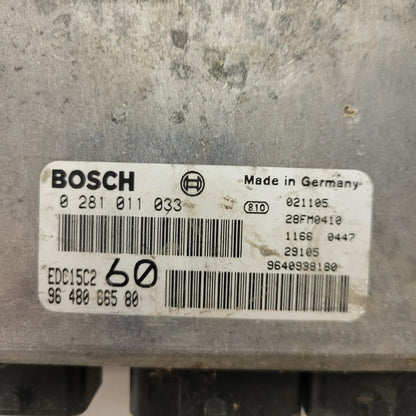 BOSCH
Made in Germany
0 281 011 033
810
021105
28FM0410
1166 0447
29105
9640938180
EDC15C2 60
96 480 665 80